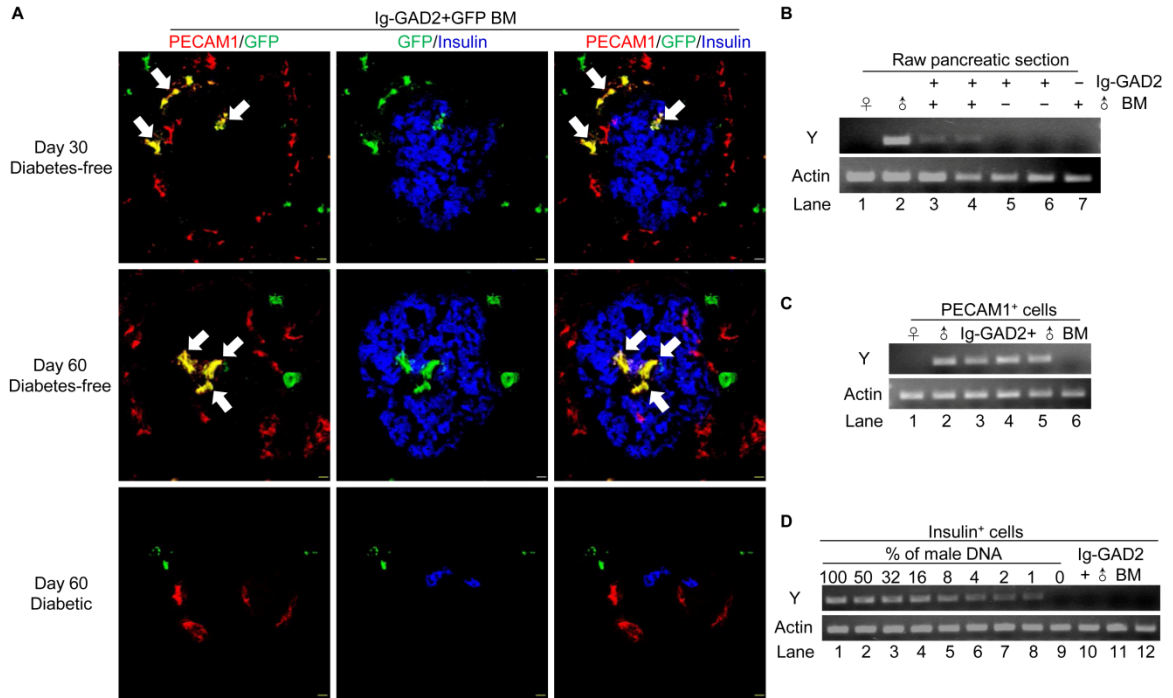 A
Ig-GAD2+GFP BM
PECAM1/GFP GFP/Insulin PECAM1/GFP/Insulin
Day 30
Diabetes-free
Day 60
Diabetes-free
Day 60
Diabetic
B
Raw pancreatic section
+ + + + – Ig-GAD2
♀ ♂ + + – – + ♂ BM
Y
Actin
Lane 1 2 3 4 5 6 7
C
PECAM1+ cells
♀ ♂ Ig-GAD2+ ♂ BM
Y
Actin
Lane 1 2 3 4 5 6
D
Insulin+ cells
% of male DNA Ig-GAD2
100 50 32 16 8 4 2 1 0 + ♂ BM
Y
Actin
Lane 1 2 3 4 5 6 7 8 9 10 11 12